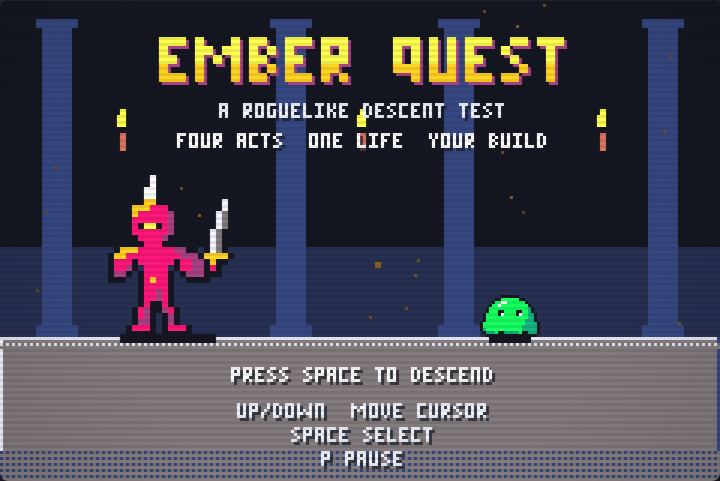 EMBER QUEST
A ROGUELIKE DESCENT TEST
FOUR ACTS ONE LIFE YOUR BUILD
PRESS SPACE TO DESCEND
UP/DOWN MOVE CURSOR
SPACE SELECT
P PAUSE